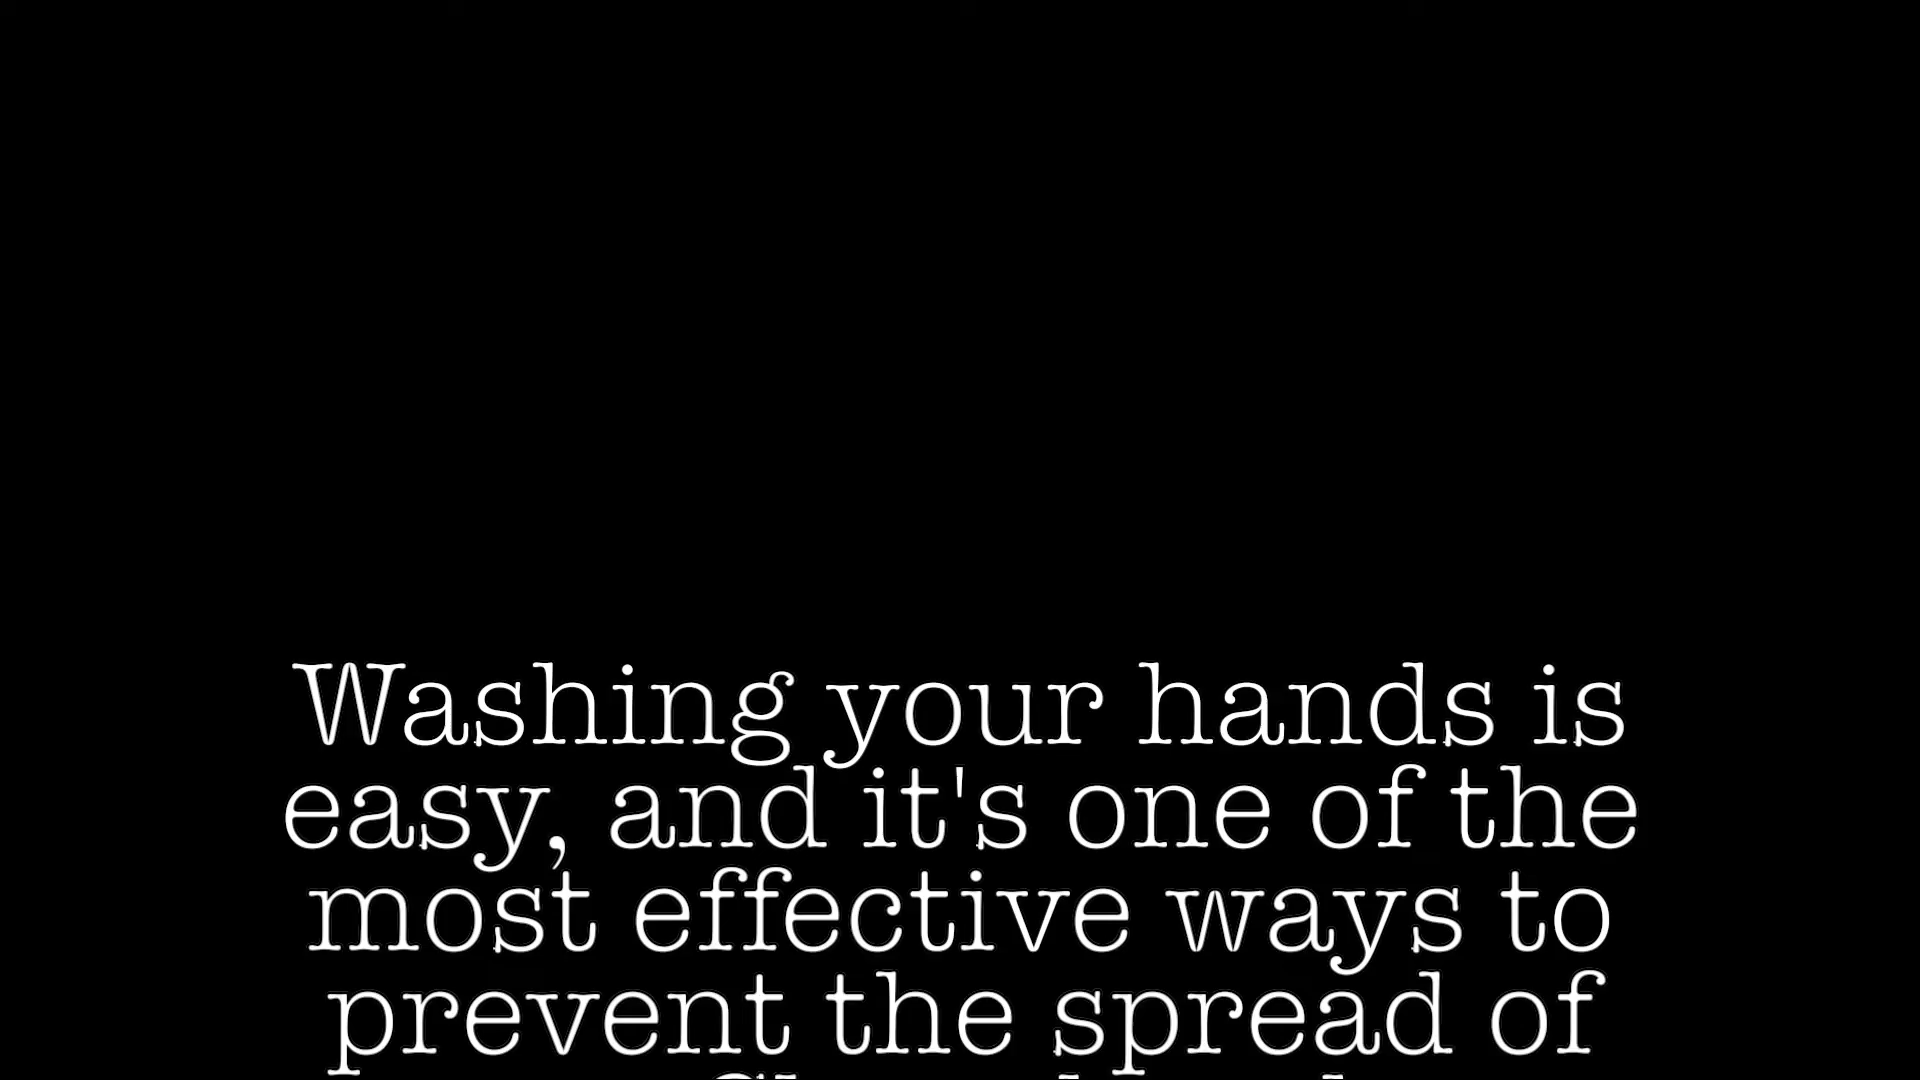 Washing your hands is
easy, and it's one of the
most effective ways to
prevent the spread of